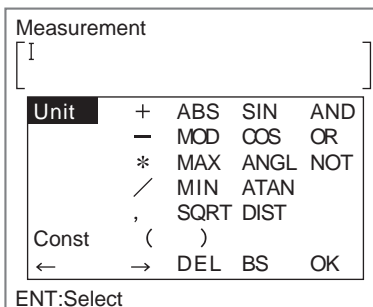 Measurement
Unit + ABS SIN AND
− MOD COS OR
* MAX ANGL NOT
／ MIN ATAN
, SQRT DIST
Const ( )
← → DEL BS OK
ENT:Select